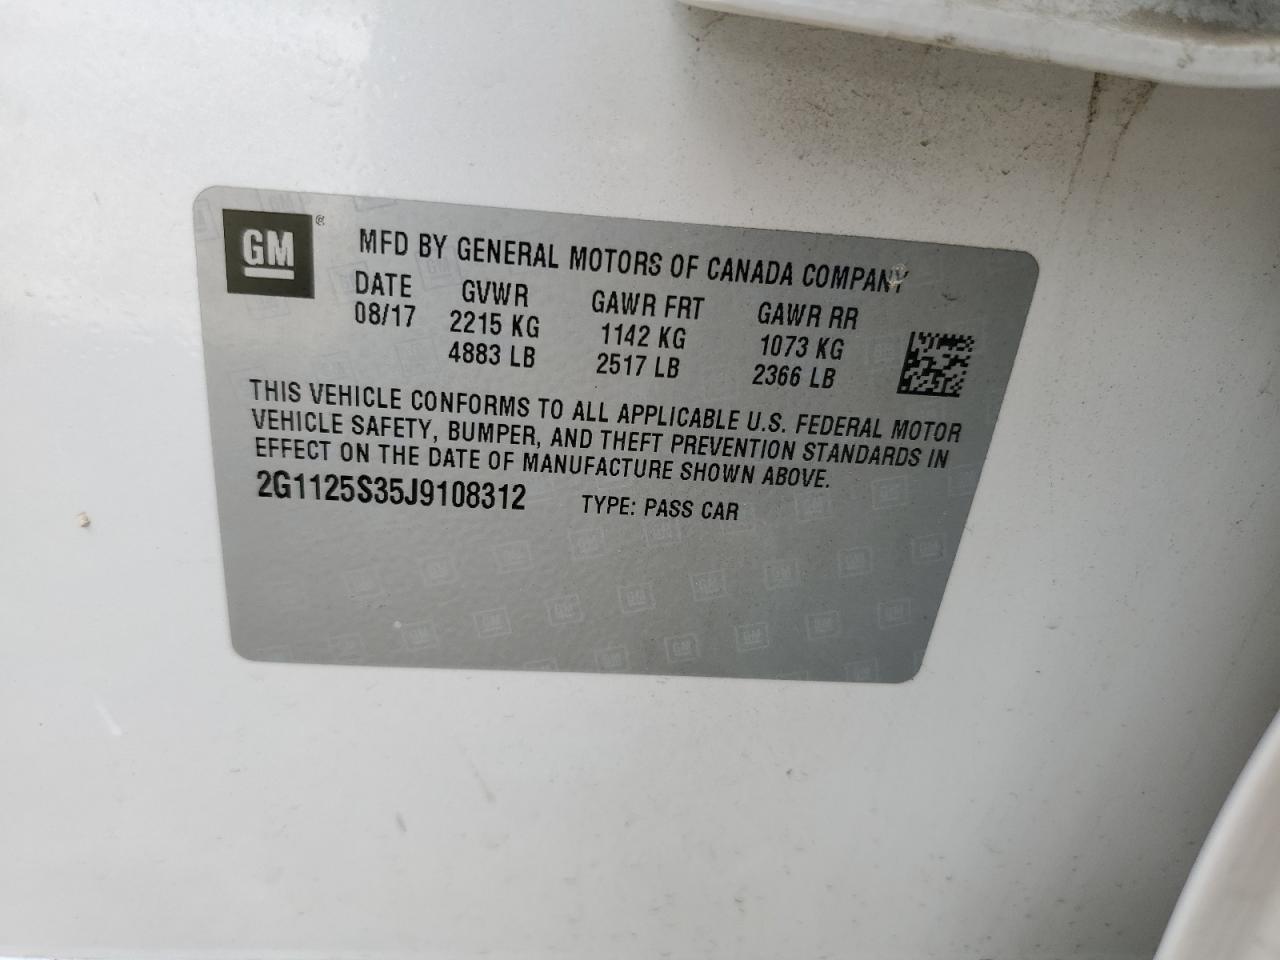 GM ® MFD BY GENERAL MOTORS OF CANADA COMPANY
DATE GVWR GAWR FRT GAWR RR
08/17 2215 KG 1142 KG 1073 KG
4883 LB 2517 LB 2366 LB
THIS VEHICLE CONFORMS TO ALL APPLICABLE U.S. FEDERAL MOTOR
VEHICLE SAFETY, BUMPER, AND THEFT PREVENTION STANDARDS IN
EFFECT ON THE DATE OF MANUFACTURE SHOWN ABOVE.
2G1125S35J9108312 TYPE: PASS CAR